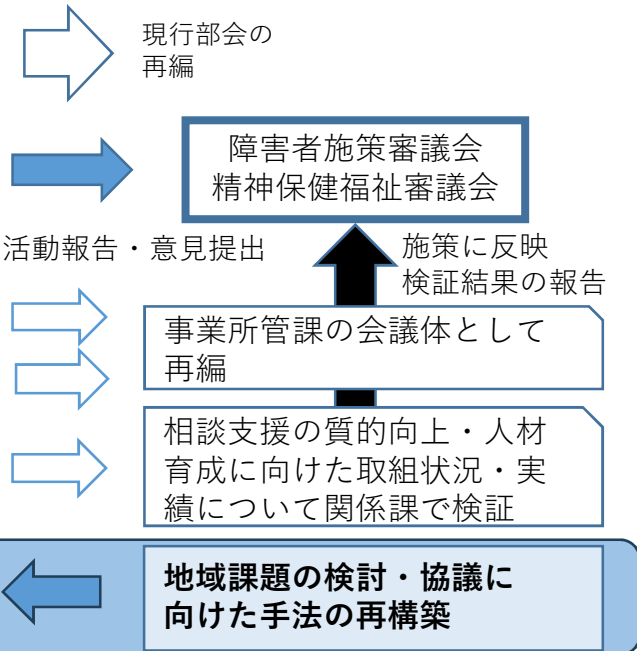 現行部会の
再編
障害者施策審議会
精神保健福祉審議会
活動報告・意見提出
施策に反映
検証結果の報告
事業所管課の会議体として
再編
相談支援の質的向上・人材
育成に向けた取組状況・実
績について関係課で検証
地域課題の検討・協議に
向けた手法の再構築